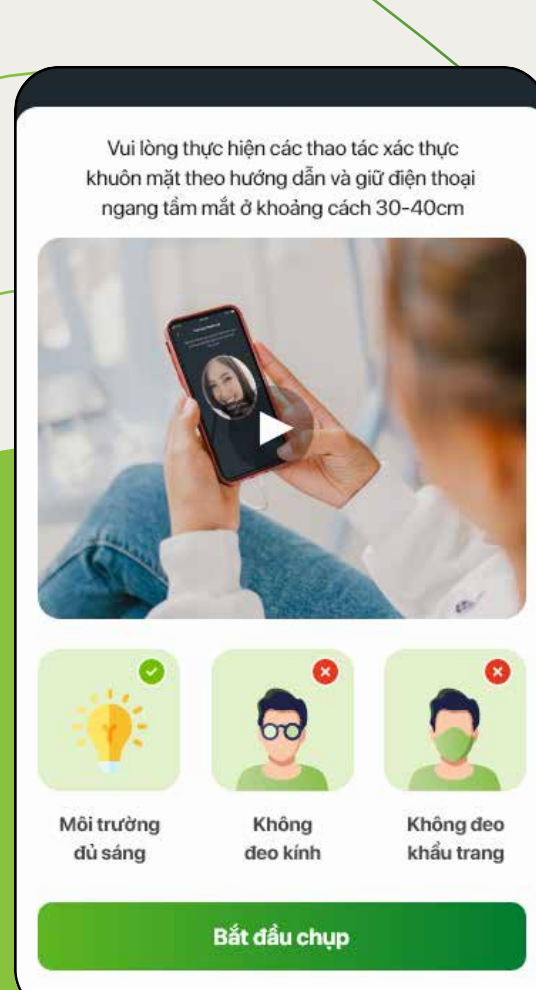 Vui lòng thực hiện các thao tác xác thực
khuôn mặt theo hướng dẫn và giữ điện thoại
ngang tầm mắt ở khoảng cách 30-40cm
Môi trường
đủ sáng
Không
đeo kính
Không đeo
khẩu trang
Bắt đầu chụp